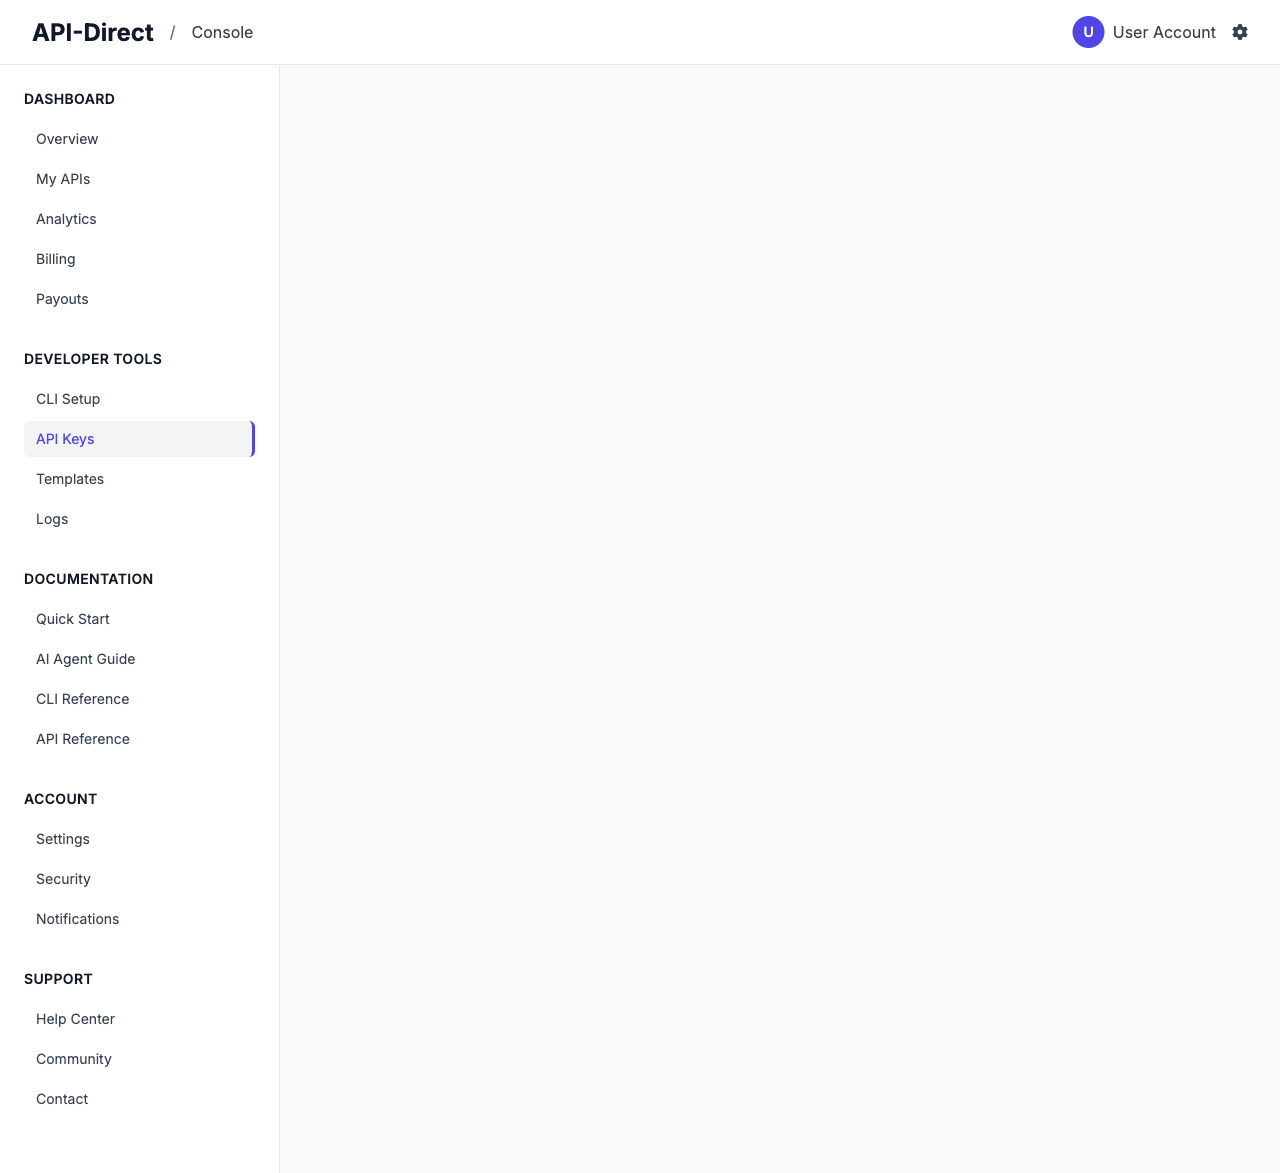 API-Direct / Console
U User Account
DASHBOARD
Overview
My APIs
Analytics
Billing
Payouts
DEVELOPER TOOLS
CLI Setup
API Keys
Templates
Logs
DOCUMENTATION
Quick Start
AI Agent Guide
CLI Reference
API Reference
ACCOUNT
Settings
Security
Notifications
SUPPORT
Help Center
Community
Contact